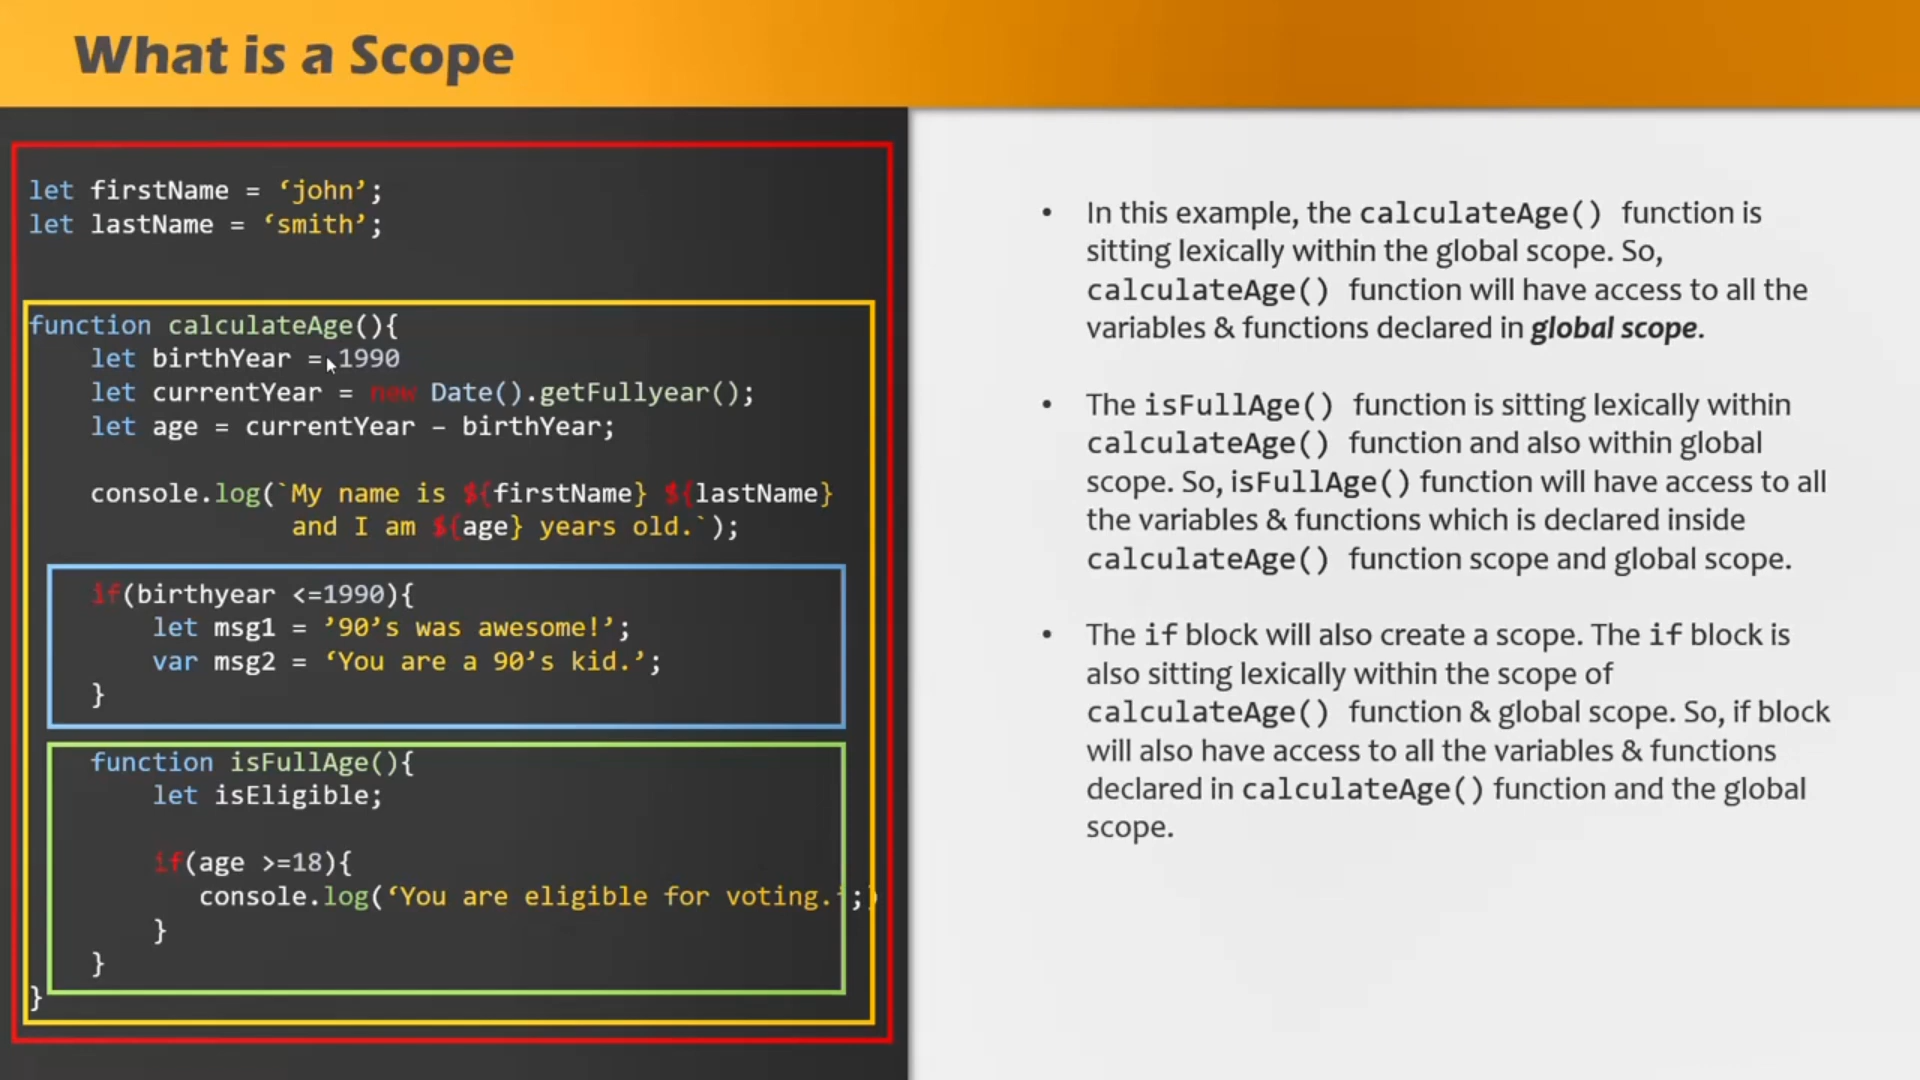 What is a Scope
let firstName = ‘john’;
let lastName = ‘smith’;
function calculateAge(){
let birthYear = 1990
let currentYear = new Date().getFullyear();
let age = currentYear – birthYear;
console.log(`My name is ${firstName} ${lastName}
and I am ${age} years old.`);
if(birthyear <=1990){
let msg1 = ’90’s was awesome!’;
var msg2 = ‘You are a 90’s kid.’;
}
function isFullAge(){
let isEligible;
if(age >=18){
console.log(‘You are eligible for voting.‘;)
}
}
}
• In this example, the calculateAge() function is
sitting lexically within the global scope. So,
calculateAge() function will have access to all the
variables & functions declared in global scope.
• The isFullAge() function is sitting lexically within
calculateAge() function and also within global
scope. So, isFullAge() function will have access to all
the variables & functions which is declared inside
calculateAge() function scope and global scope.
• The if block will also create a scope. The if block is
also sitting lexically within the scope of
calculateAge() function & global scope. So, if block
will also have access to all the variables & functions
declared in calculateAge() function and the global
scope.